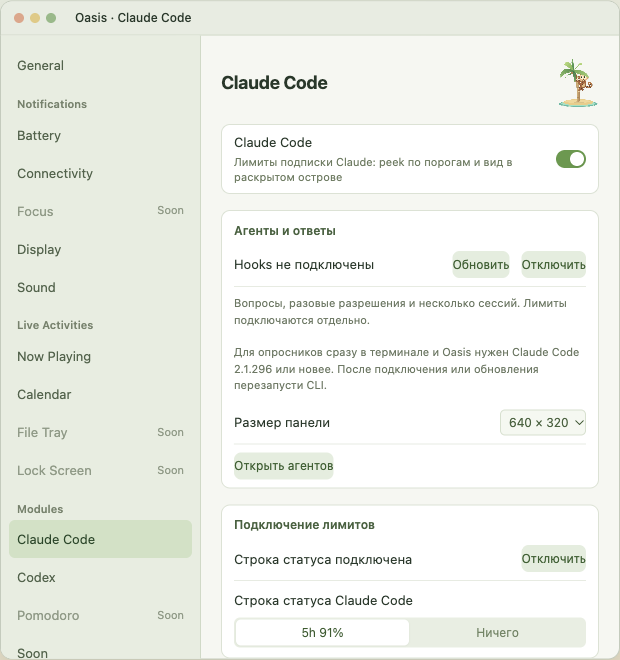 Oasis · Claude Code
General
Notifications
Battery
Connectivity
Focus Soon
Display
Sound
Live Activities
Now Playing
Calendar
File Tray Soon
Lock Screen Soon
Modules
Claude Code
Codex
Pomodoro Soon
Soon
Claude Code
Claude Code
Лимиты подписки Claude: peek по порогам и вид в
раскрытом острове
Агенты и ответы
Hooks не подключены Обновить Отключить
Вопросы, разовые разрешения и несколько сессий. Лимиты
подключаются отдельно.
Для опросников сразу в терминале и Oasis нужен Claude Code
2.1.296 или новее. После подключения или обновления
перезапусти CLI.
Размер панели 640 × 320
Открыть агентов
Подключение лимитов
Строка статуса подключена Отключить
Строка статуса Claude Code
5h 91% Ничего